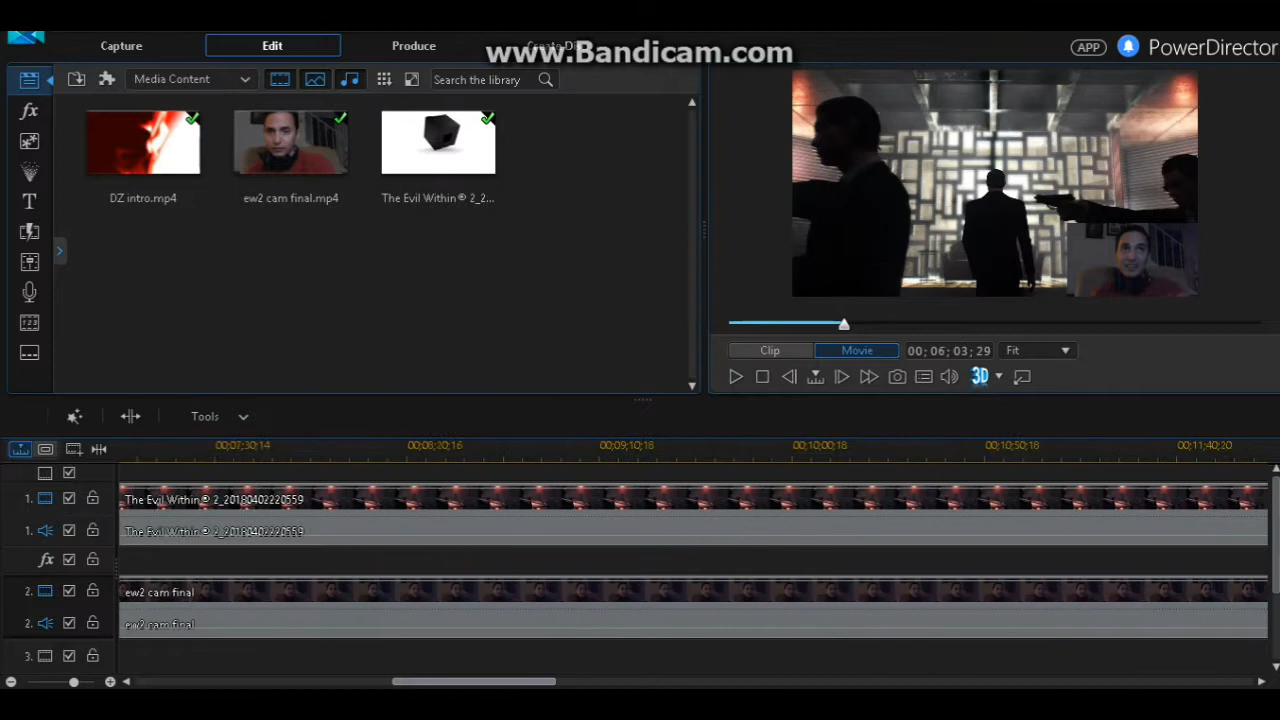 Capture
Edit
Produce
www.Bandicam.com
APP
PowerDirector
Media Content
Search the library
DZ intro.mp4
ew2 cam final.mp4
The Evil Within® 2_2...
Clip
Movie
00; 06; 03; 29
Fit
3D
fx
T
Tools
00;07;30;14
00;08;20;16
00;09;10;18
00;10;00;18
00;10;50;18
00;11;40;20
1.
The Evil Within® 2_20180402220559
1.
The Evil Within® 2_20180402220559
fx
2.
ew2 cam final
2.
ew2 cam final
3.